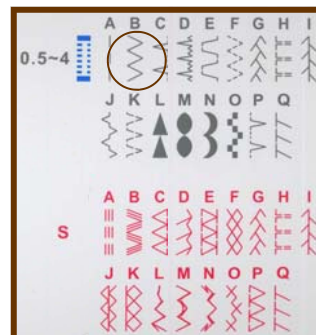 A B C D E F G H I
0.5~4
J K L M N O P Q
A B C D E F G H I
S
J K L M N O P Q